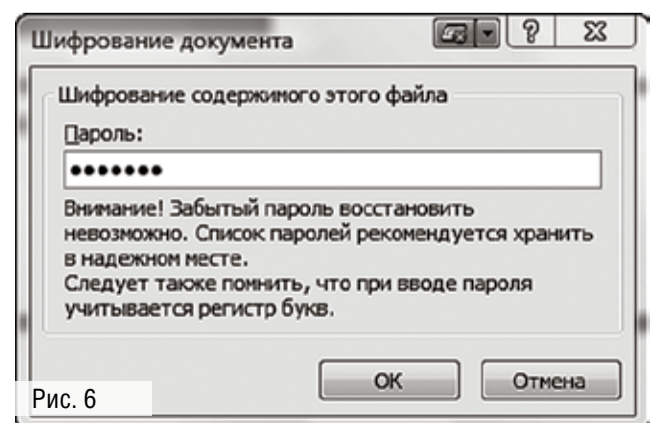 Шифрование документа
Шифрование содержимого этого файла
Пароль:
•••••••
Внимание! Забытый пароль восстановить
невозможно. Список паролей рекомендуется хранить
в надежном месте.
Следует также помнить, что при вводе пароля
учитывается регистр букв.
ОК
Отмена
Рис. 6